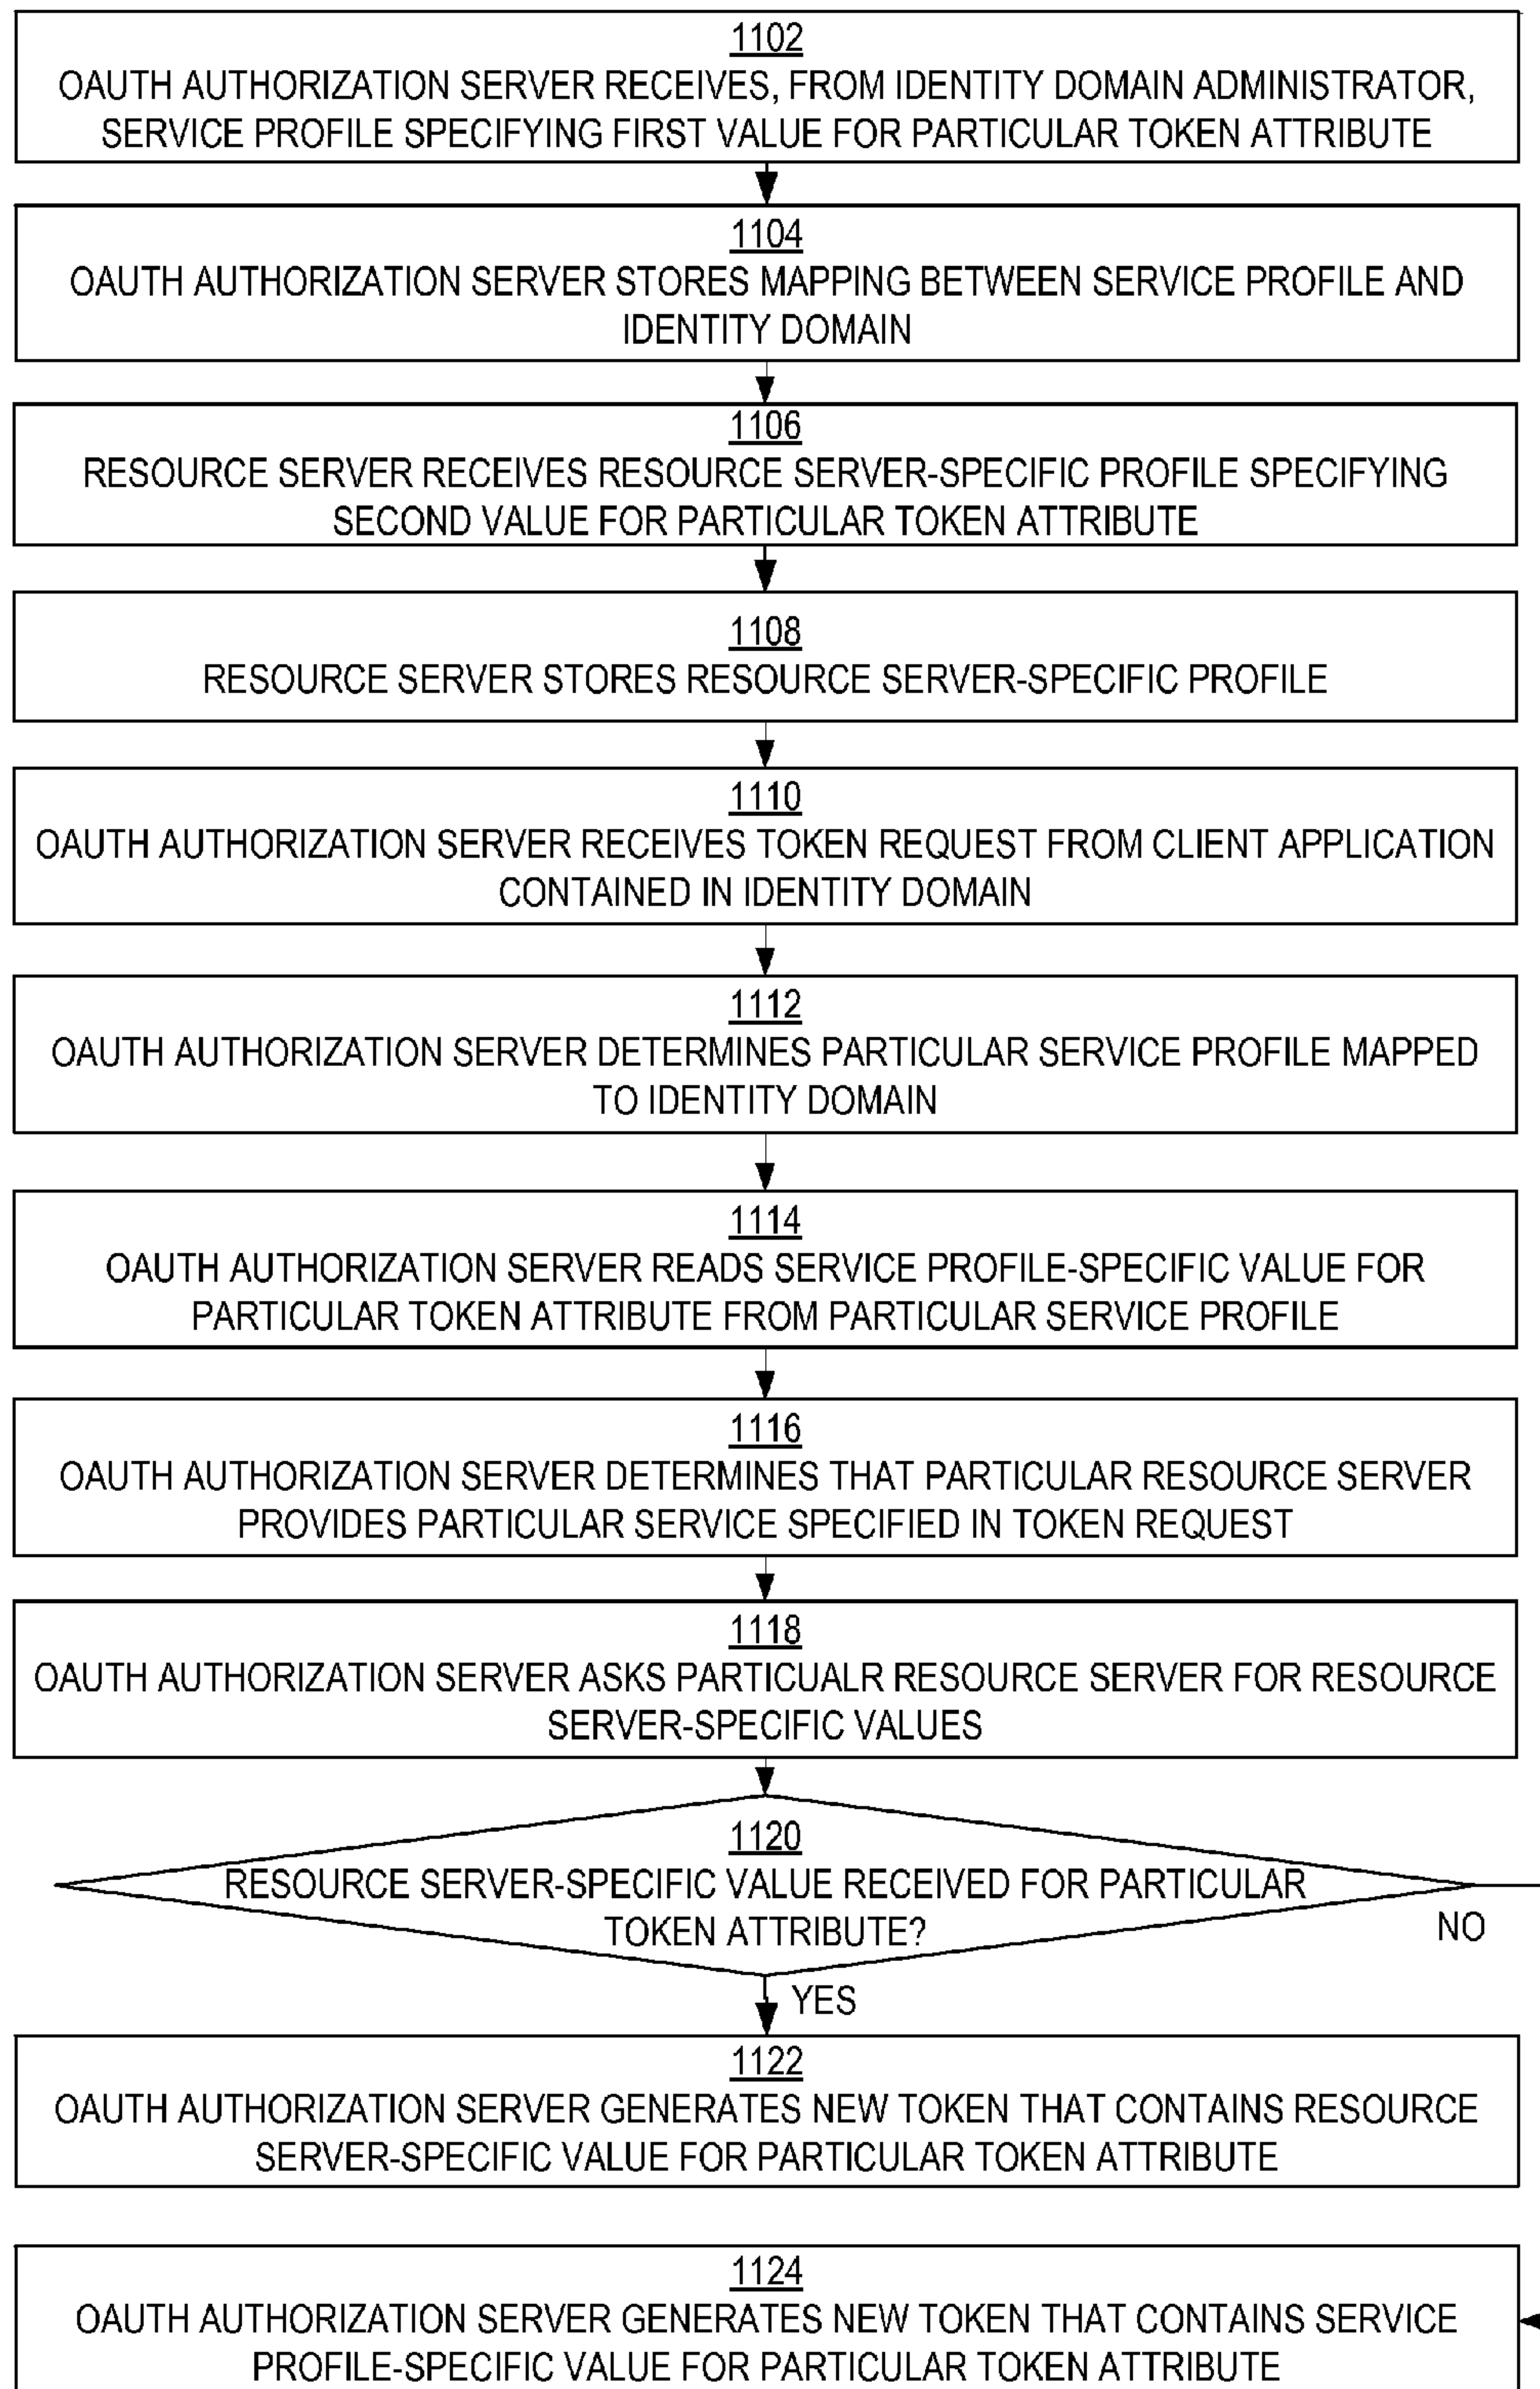 1102
OAUTH AUTHORIZATION SERVER RECEIVES, FROM IDENTITY DOMAIN ADMINISTRATOR,
SERVICE PROFILE SPECIFYING FIRST VALUE FOR PARTICULAR TOKEN ATTRIBUTE
1104
OAUTH AUTHORIZATION SERVER STORES MAPPING BETWEEN SERVICE PROFILE AND
IDENTITY DOMAIN
1106
RESOURCE SERVER RECEIVES RESOURCE SERVER-SPECIFIC PROFILE SPECIFYING
SECOND VALUE FOR PARTICULAR TOKEN ATTRIBUTE
1108
RESOURCE SERVER STORES RESOURCE SERVER-SPECIFIC PROFILE
1110
OAUTH AUTHORIZATION SERVER RECEIVES TOKEN REQUEST FROM CLIENT APPLICATION
CONTAINED IN IDENTITY DOMAIN
1112
OAUTH AUTHORIZATION SERVER DETERMINES PARTICULAR SERVICE PROFILE MAPPED
TO IDENTITY DOMAIN
1114
OAUTH AUTHORIZATION SERVER READS SERVICE PROFILE-SPECIFIC VALUE FOR
PARTICULAR TOKEN ATTRIBUTE FROM PARTICULAR SERVICE PROFILE
1116
OAUTH AUTHORIZATION SERVER DETERMINES THAT PARTICULAR RESOURCE SERVER
PROVIDES PARTICULAR SERVICE SPECIFIED IN TOKEN REQUEST
1118
OAUTH AUTHORIZATION SERVER ASKS PARTICUALR RESOURCE SERVER FOR RESOURCE
SERVER-SPECIFIC VALUES
1120
RESOURCE SERVER-SPECIFIC VALUE RECEIVED FOR PARTICULAR
TOKEN ATTRIBUTE?
NO
YES
1122
OAUTH AUTHORIZATION SERVER GENERATES NEW TOKEN THAT CONTAINS RESOURCE
SERVER-SPECIFIC VALUE FOR PARTICULAR TOKEN ATTRIBUTE
1124
OAUTH AUTHORIZATION SERVER GENERATES NEW TOKEN THAT CONTAINS SERVICE
PROFILE-SPECIFIC VALUE FOR PARTICULAR TOKEN ATTRIBUTE